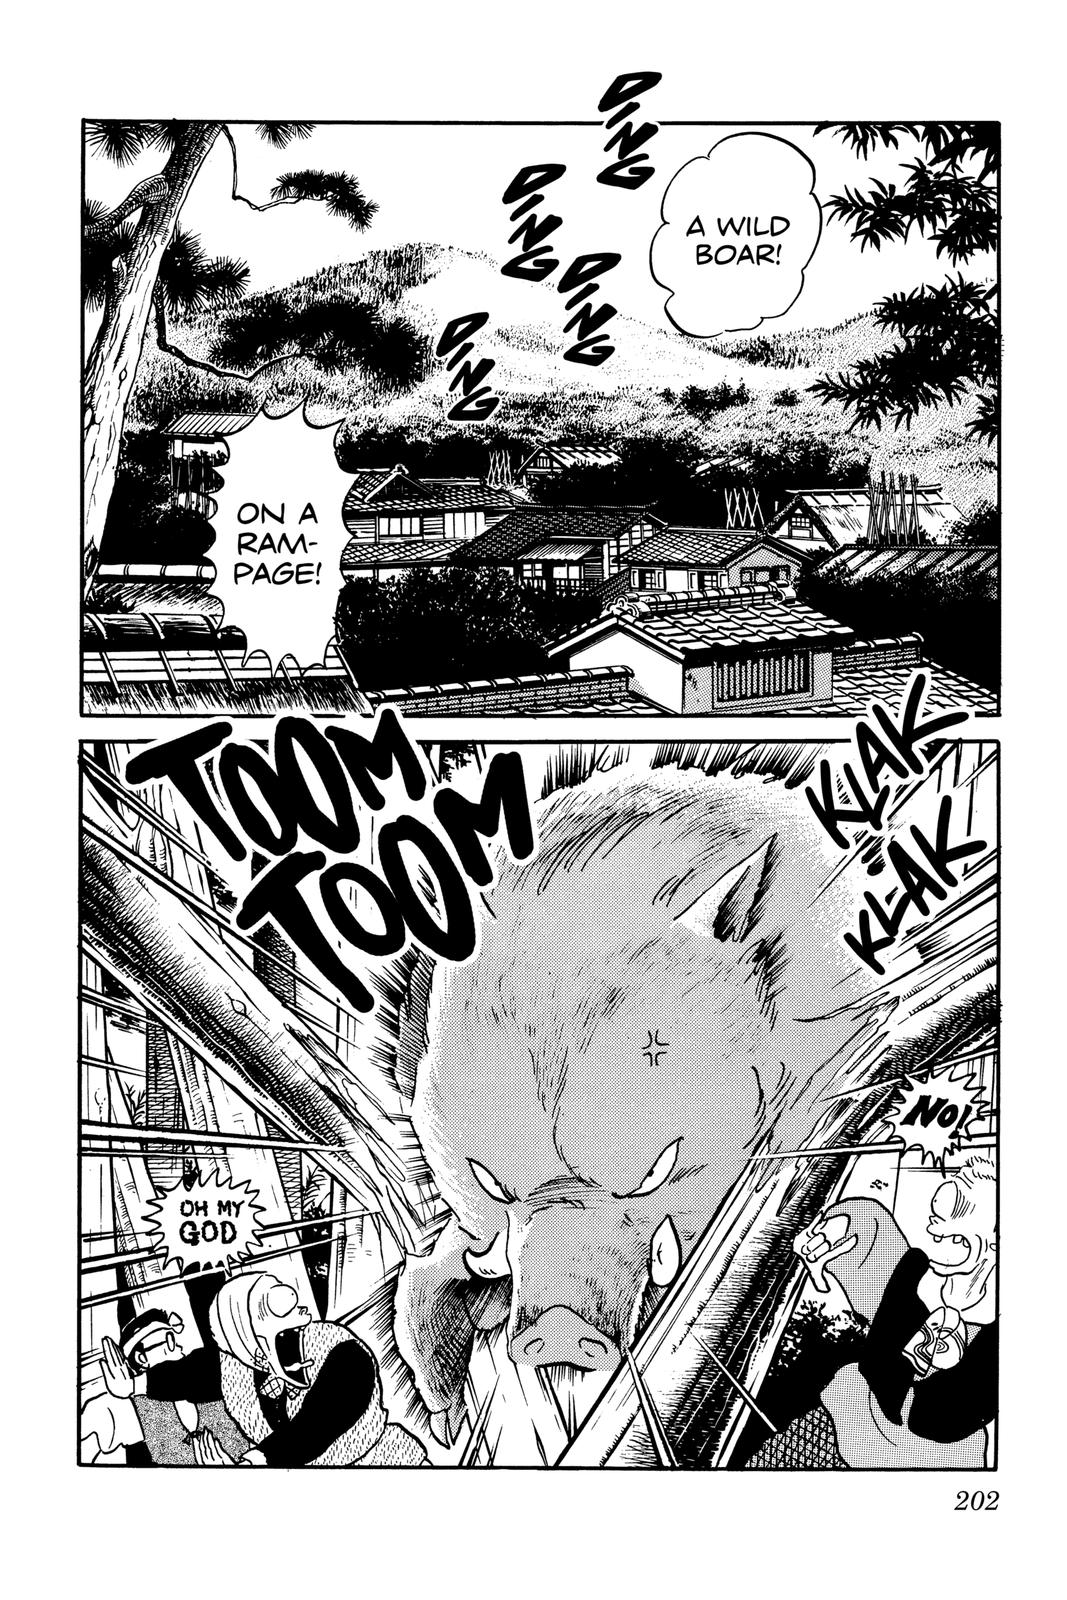 DING
DING
DING
DING
A WILD
BOAR!
ON A
RAM-
PAGE!
TOOM
TOOM
KLAK
KLAK
NO!
OH MY
GOD
202